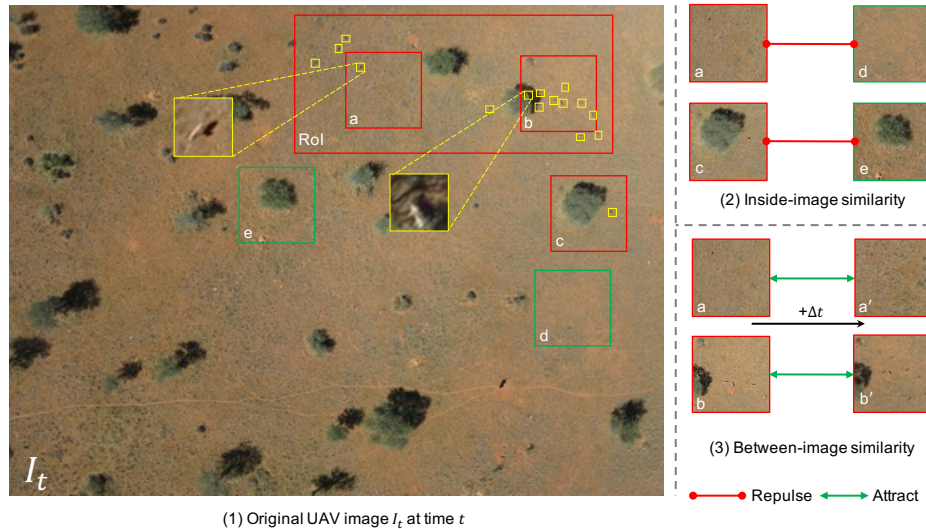 RoI
a
b
c
e
d
I_t
(1) Original UAV image I_t at time t
a
d
c
e
(2) Inside-image similarity
a
a′
+Δt
b
b′
(3) Between-image similarity
Repulse
Attract